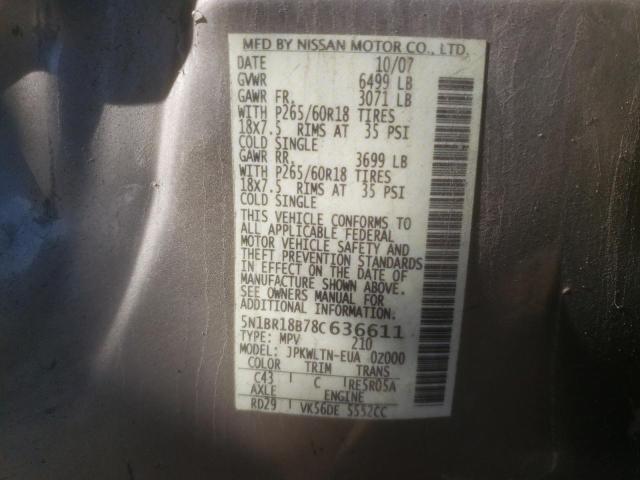 MFD BY NISSAN MOTOR CO., LTD.
DATE 10/07
GVWR 6499 LB
GAWR FR. 3071 LB
WITH P265/60R18 TIRES
18X7.5 RIMS AT 35 PSI
COLD SINGLE
GAWR RR. 3699 LB
WITH P265/60R18 TIRES
18X7.5 RIMS AT 35 PSI
COLD SINGLE
THIS VEHICLE CONFORMS TO
ALL APPLICABLE FEDERAL
MOTOR VEHICLE SAFETY AND
THEFT PREVENTION STANDARDS
IN EFFECT ON THE DATE OF
MANUFACTURE SHOWN ABOVE.
SEE OWNERS MANUAL FOR
ADDITIONAL INFORMATION
5N1BR18B78C636611
TYPE: MPV 210
MODEL: JPKWLTN-EUA 02000
COLOR TRIM TRANS
C43 C RE5R05A
AXLE ENGINE
RD29 VK56DE 5552CC